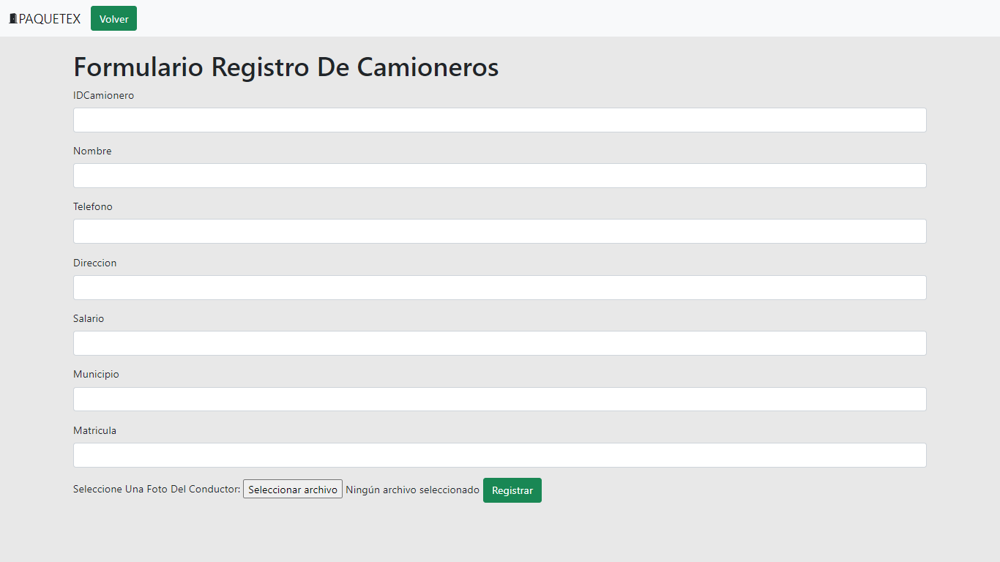 PAQUETEX Volver
Formulario Registro De Camioneros
IDCamionero
Nombre
Telefono
Direccion
Salario
Municipio
Matricula
Seleccione Una Foto Del Conductor: Seleccionar archivo Ningún archivo seleccionado Registrar